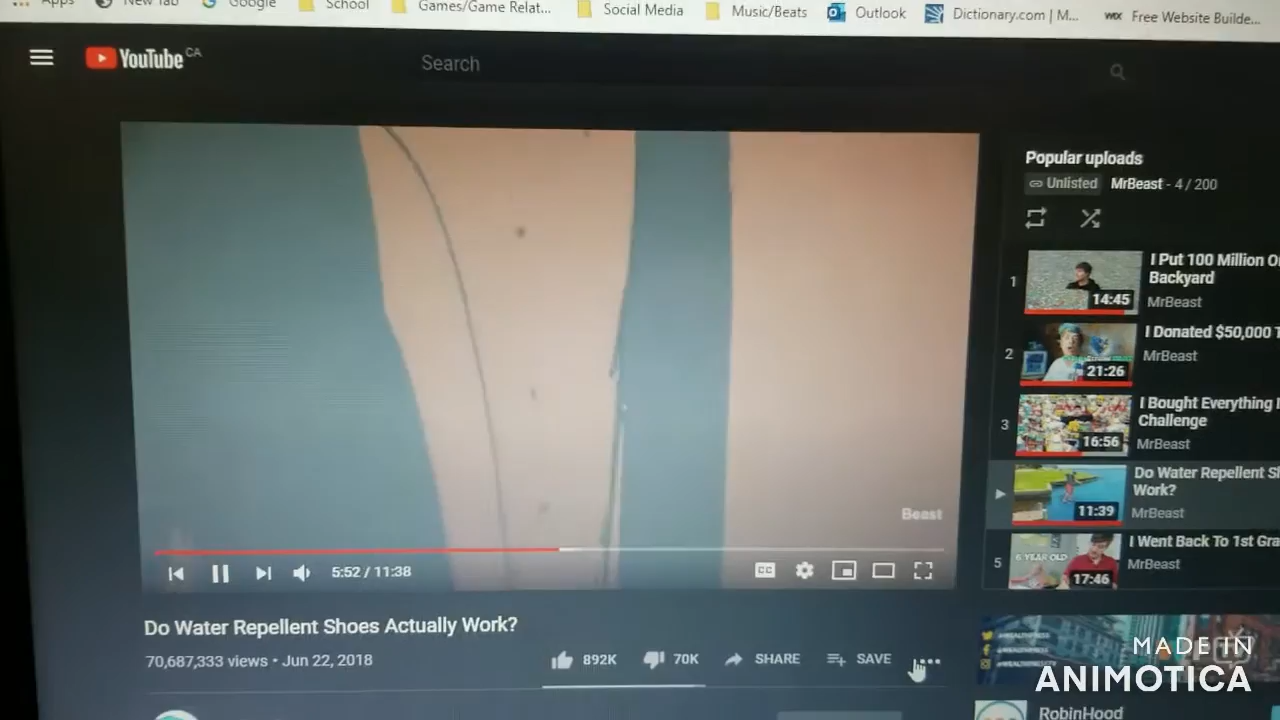 Apps New Tab Google School Games/Game Relat... Social Media Music/Beats Outlook Dictionary.com | M... WIX Free Website Builde...
YouTube CA
Search
Popular uploads
Unlisted MrBeast - 4 / 200
1
I Put 100 Million O
Backyard
14:45
MrBeast
2
I Donated $50,000 T
MrBeast
21:26
3
I Bought Everything I
Challenge
16:56
MrBeast
Do Water Repellent Sh
Work?
11:39
MrBeast
5
I Went Back To 1st Gra
6 YEAR OLD
MrBeast
17:46
Beast
5:52 / 11:38
CC
Do Water Repellent Shoes Actually Work?
70,687,333 views • Jun 22, 2018
892K 70K SHARE SAVE
MADE IN
ANIMOTICA
RobinHood